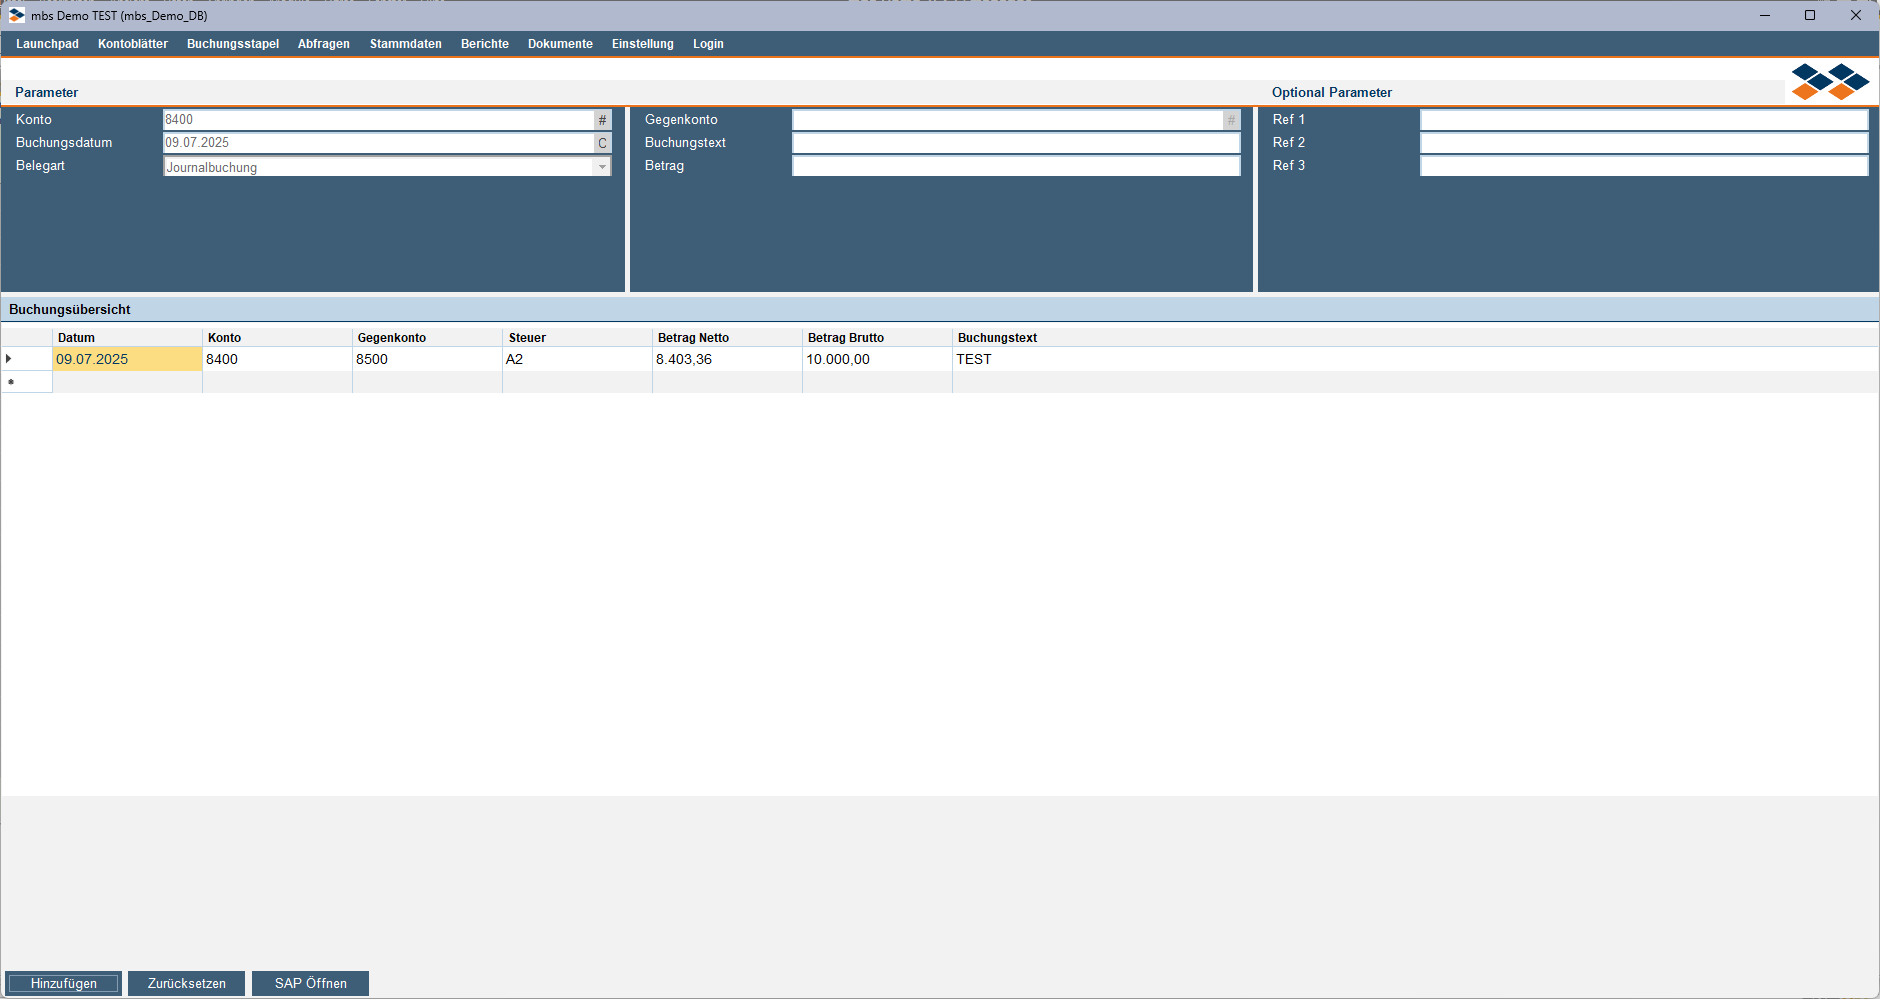 mbs Demo TEST (mbs_Demo_DB)
Launchpad Kontoblätter Buchungsstapel Abfragen Stammdaten Berichte Dokumente Einstellung Login
Parameter Optional Parameter
Konto 8400 # Gegenkonto # Ref 1
Buchungsdatum 09.07.2025 C Buchungstext Ref 2
Belegart Journalbuchung Betrag Ref 3
Buchungsübersicht
Datum Konto Gegenkonto Steuer Betrag Netto Betrag Brutto Buchungstext
09.07.2025 8400 8500 A2 8.403,36 10.000,00 TEST
*
Hinzufügen Zurücksetzen SAP Öffnen